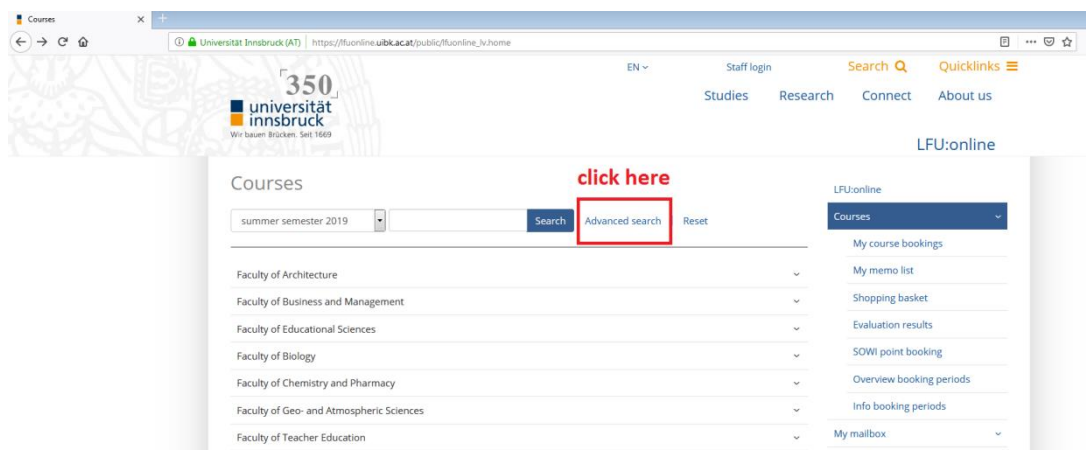 Courses
Universität Innsbruck (AT) https://lfuonline.uibk.ac.at/public/lfuonline_lv.home
EN Staff login Search Quicklinks
350
universität
innsbruck
Wir bauen Brücken. Seit 1669
Studies Research Connect About us
LFU:online
Courses
click here
summer semester 2019 Search Advanced search Reset
Faculty of Architecture
Faculty of Business and Management
Faculty of Educational Sciences
Faculty of Biology
Faculty of Chemistry and Pharmacy
Faculty of Geo- and Atmospheric Sciences
Faculty of Teacher Education
LFU:online
Courses
My course bookings
My memo list
Shopping basket
Evaluation results
SOWI point booking
Overview booking periods
Info booking periods
My mailbox